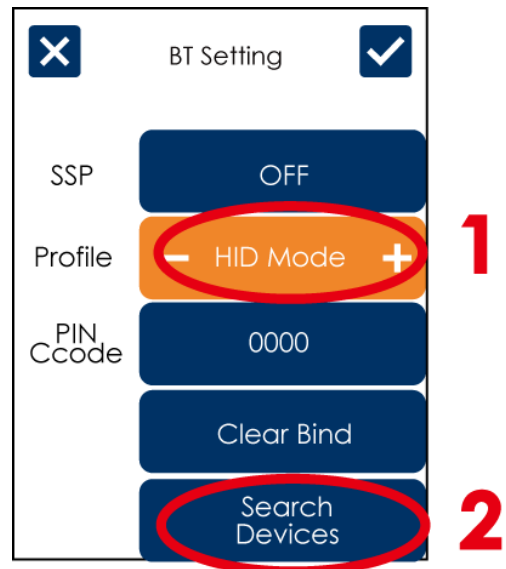 BT Setting
SSP
OFF
Profile
- HID Mode +
1
PIN
Ccode
0000
Clear Bind
Search
Devices
2